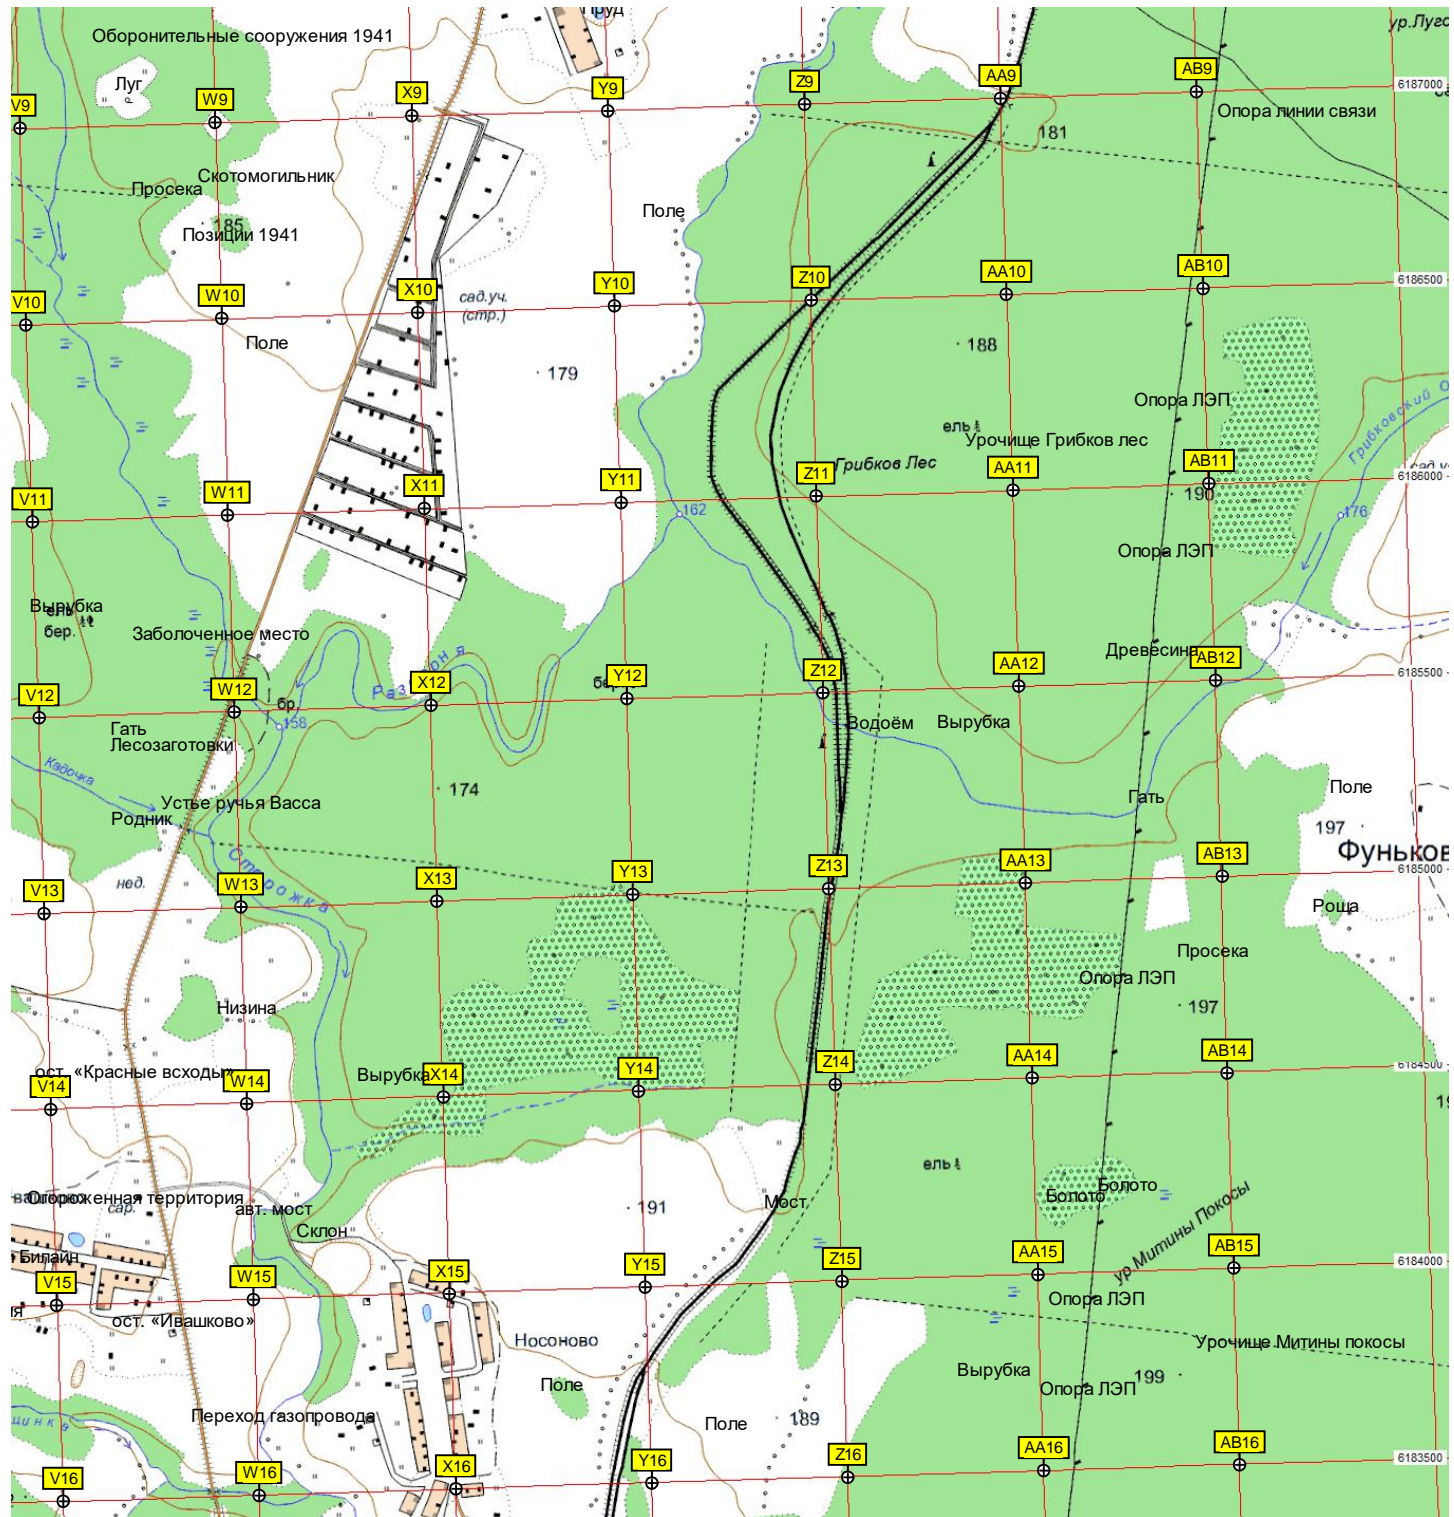 Пруд
ур.Луго
Оборонительные сооружения 1941
Луг
V9
W9
X9
Y9
Z9
AA9
AB9
6187000
Опора линии связи
181
Скотомогильник
Просека
Поле
185
Позиции 1941
V10
W10
X10
Y10
Z10
AA10
AB10
6186500
сад.уч.
(стр.)
Поле
188
179
Опора ЛЭП
Грибковский О
ель
Урочище Грибков лес
Грибков Лес
V11
W11
X11
Y11
Z11
AA11
AB11
6186000
190
162
176
Опора ЛЭП
Вырубка
ель
бер.
Заболоченное место
Древесина
V12
W12
X12
Y12
Z12
AA12
AB12
6185500
бр.
158
Гать
Лесозаготовки
Водоём
Вырубка
Кадочка
174
Устье ручья Васса
Родник
Гать
Поле
197
Фуньков
V13
W13
X13
Y13
Z13
AA13
AB13
6185000
нед.
Сторожка
Роща
Просека
Опора ЛЭП
197
Низина
V14
W14
X14
Y14
Z14
AA14
AB14
6184500
ост. «Красные всходы»
Вырубка
19
ель
Огороженная территория
сар.
авт. мост
Склон
191
Мост
Болото
Болото
ур.Митины Покосы
Билайн
V15
W15
X15
Y15
Z15
AA15
AB15
6184000
ост. «Ивашково»
Опора ЛЭП
Носоново
Урочище Митины покосы
Поле
Вырубка
Опора ЛЭП
199
Переход газопровода
Поле
189
щинка
V16
W16
X16
Y16
Z16
AA16
AB16
6183500